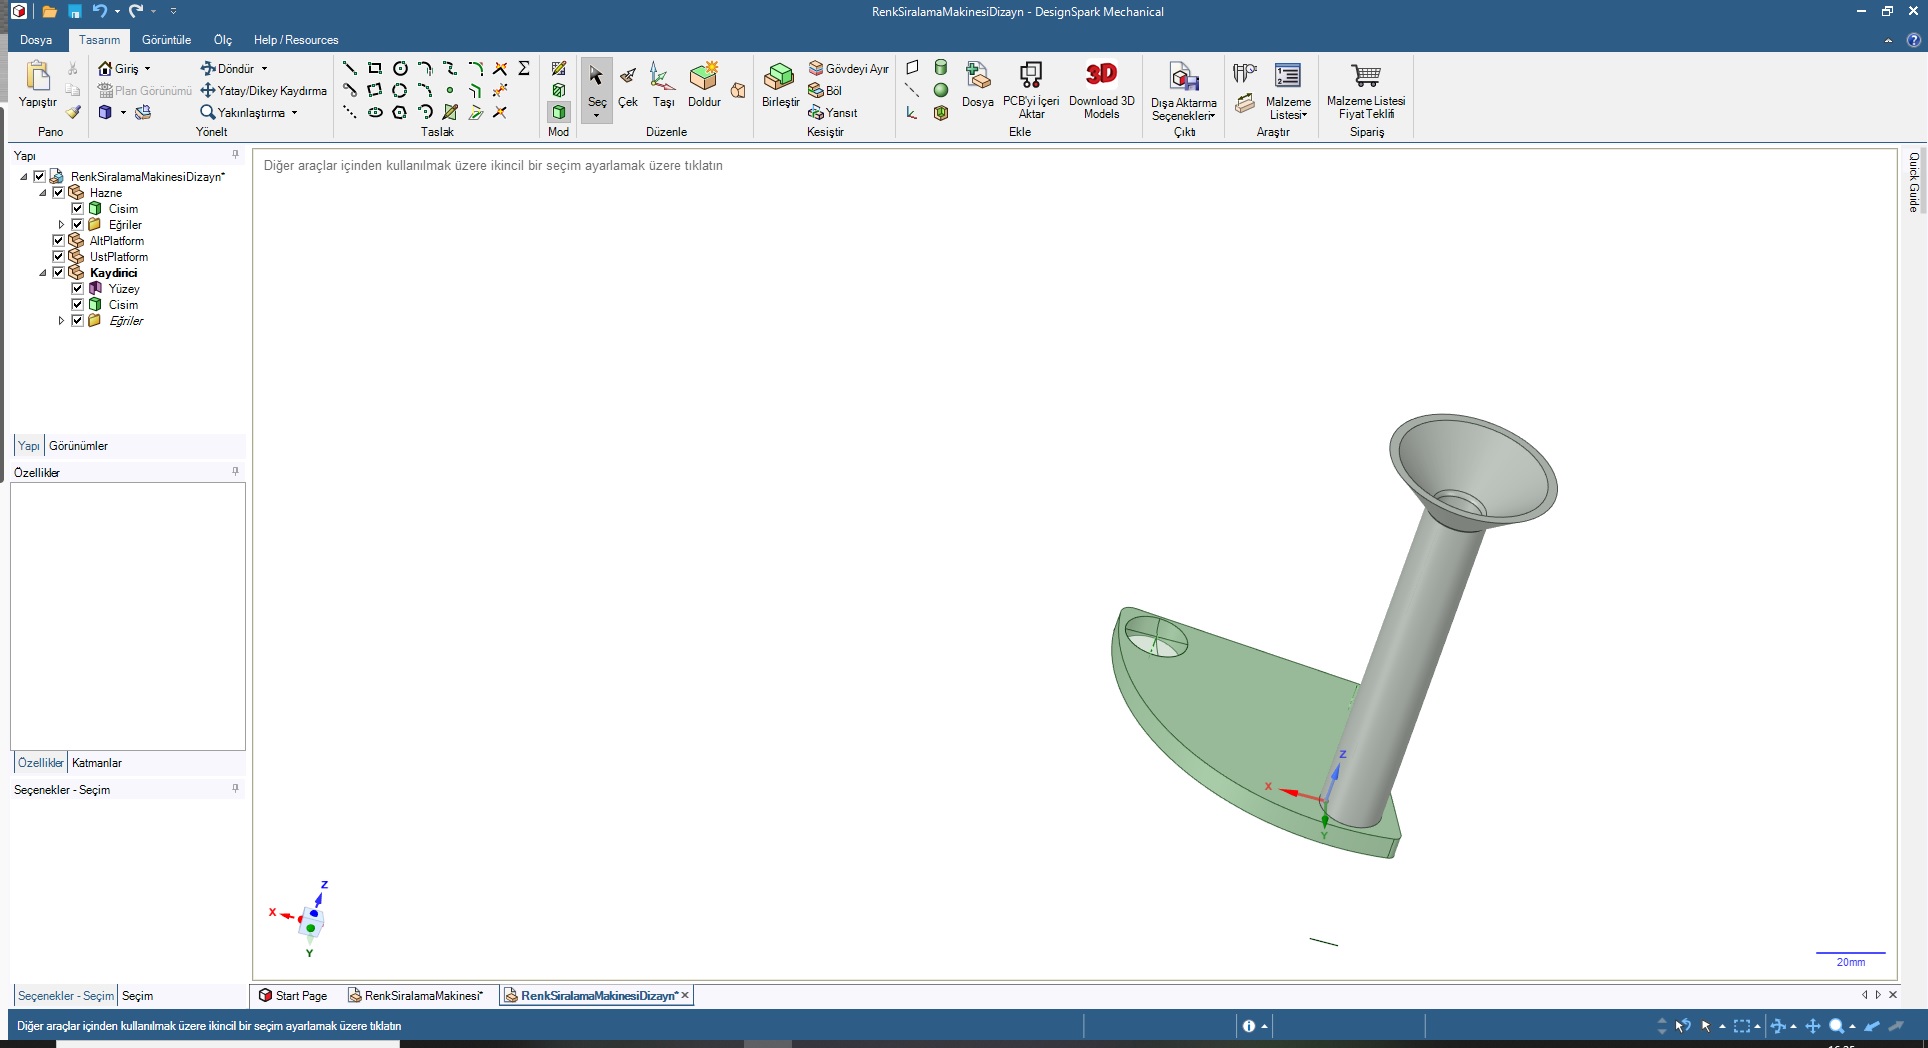 RenkSiralamaMakinesiDizayn - DesignSpark Mechanical
Dosya Tasarım Görüntüle Ölç Help / Resources
Yapıştır
Pano
Giriş Döndür
Plan Görünümü Yatay/Dikey Kaydırma
Yakınlaştırma
Yönelt
Taslak
Mod
Seç Çek Taşı Doldur
Düzenle
Birleştir
Gövdeyi Ayır
Böl
Yansıt
Kesiştir
Dosya PCB'yi İçeri Aktar 3D Download 3D Models
Ekle
Dışa Aktarma Seçenekleri
Çıktı
Malzeme Listesi
Araştır
Malzeme Listesi Fiyat Teklifi
Sipariş
Yapı
RenkSiralamaMakinesiDizayn*
Hazne
Cisim
Eğriler
AltPlatform
UstPlatform
Kaydirici
Yüzey
Cisim
Eğriler
Yapı Görünümler
Özellikler
Özellikler Katmanlar
Seçenekler - Seçim
Seçenekler - Seçim Seçim
Diğer araçlar içinden kullanılmak üzere ikincil bir seçim ayarlamak üzere tıklatın
Quick Guide
Z
X
Y
Z
X
Y
20mm
Start Page RenkSiralamaMakinesi* RenkSiralamaMakinesiDizayn*
Diğer araçlar içinden kullanılmak üzere ikincil bir seçim ayarlamak üzere tıklatın